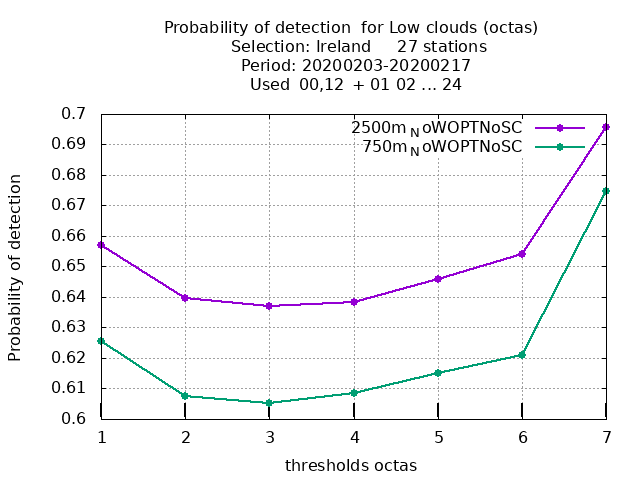 Probability of detection  for Low clouds (octas)
Selection: Ireland     27 stations
Period: 20200203-20200217
Used  00,12  + 01 02 ... 24
2500m_NoWOPTNoSC
750m_NoWOPTNoSC
0.7
0.69
0.68
0.67
0.66
0.65
0.64
0.63
0.62
0.61
0.6
Probability of detection
1 2 3 4 5 6 7
thresholds octas